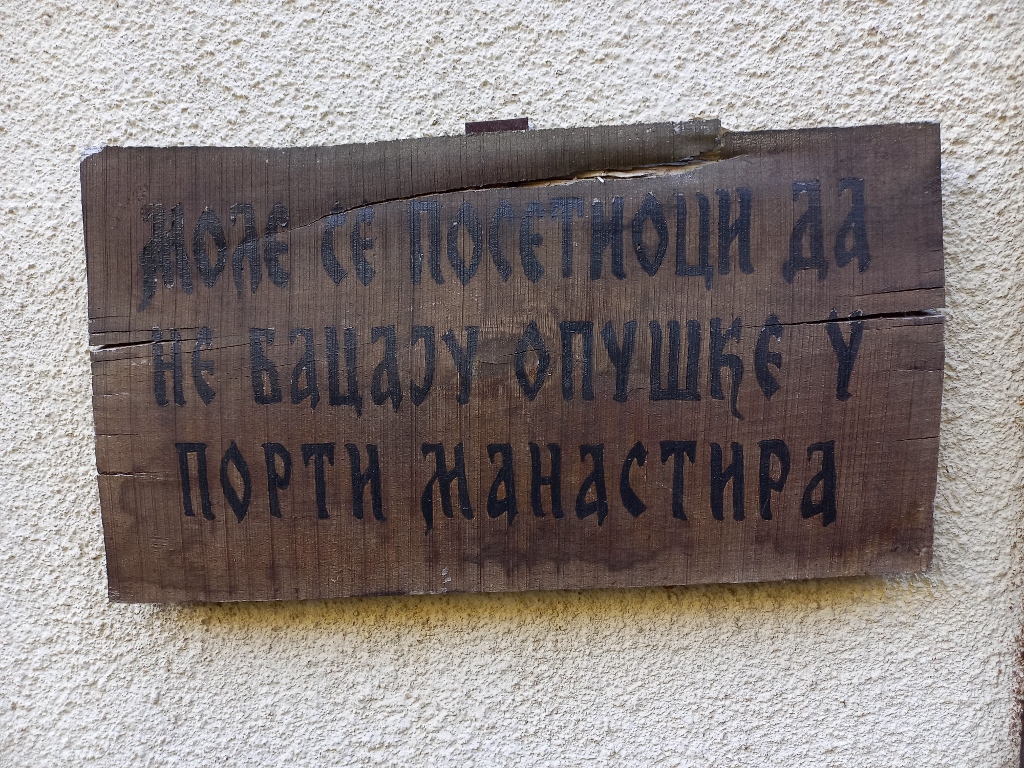 МОЛЕ СЕ ПОСЕТИОЦИ ДА
НЕ БАЦАЈУ ОПУШКЕ У
ПОРТИ МАНАСТИРА